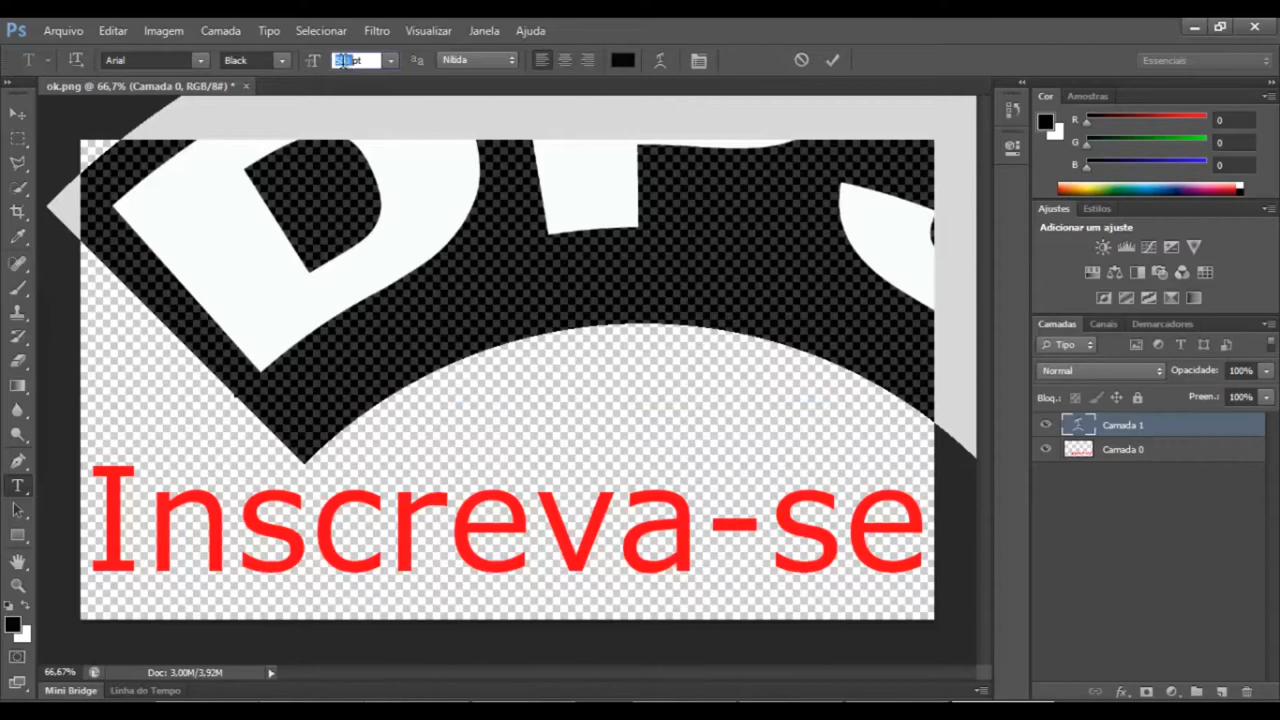 Ps Arquivo Editar Imagem Camada Tipo Selecionar Filtro Visualizar Janela Ajuda
T Arial Black pt aa Nítida Essenciais
ok.png @ 66,7% (Camada 0, RGB/8#) * ×
Cor Amostras
R 0
G 0
B 0
Ajustes Estilos
Adicionar um ajuste
Camadas Canais Demarcadores
Tipo
Normal Opacidade: 100%
Bloq.: Preen.: 100%
Camada 1
Camada 0
Inscreva-se
66,67% Doc: 3,00M/3,92M
Mini Bridge Linha do Tempo